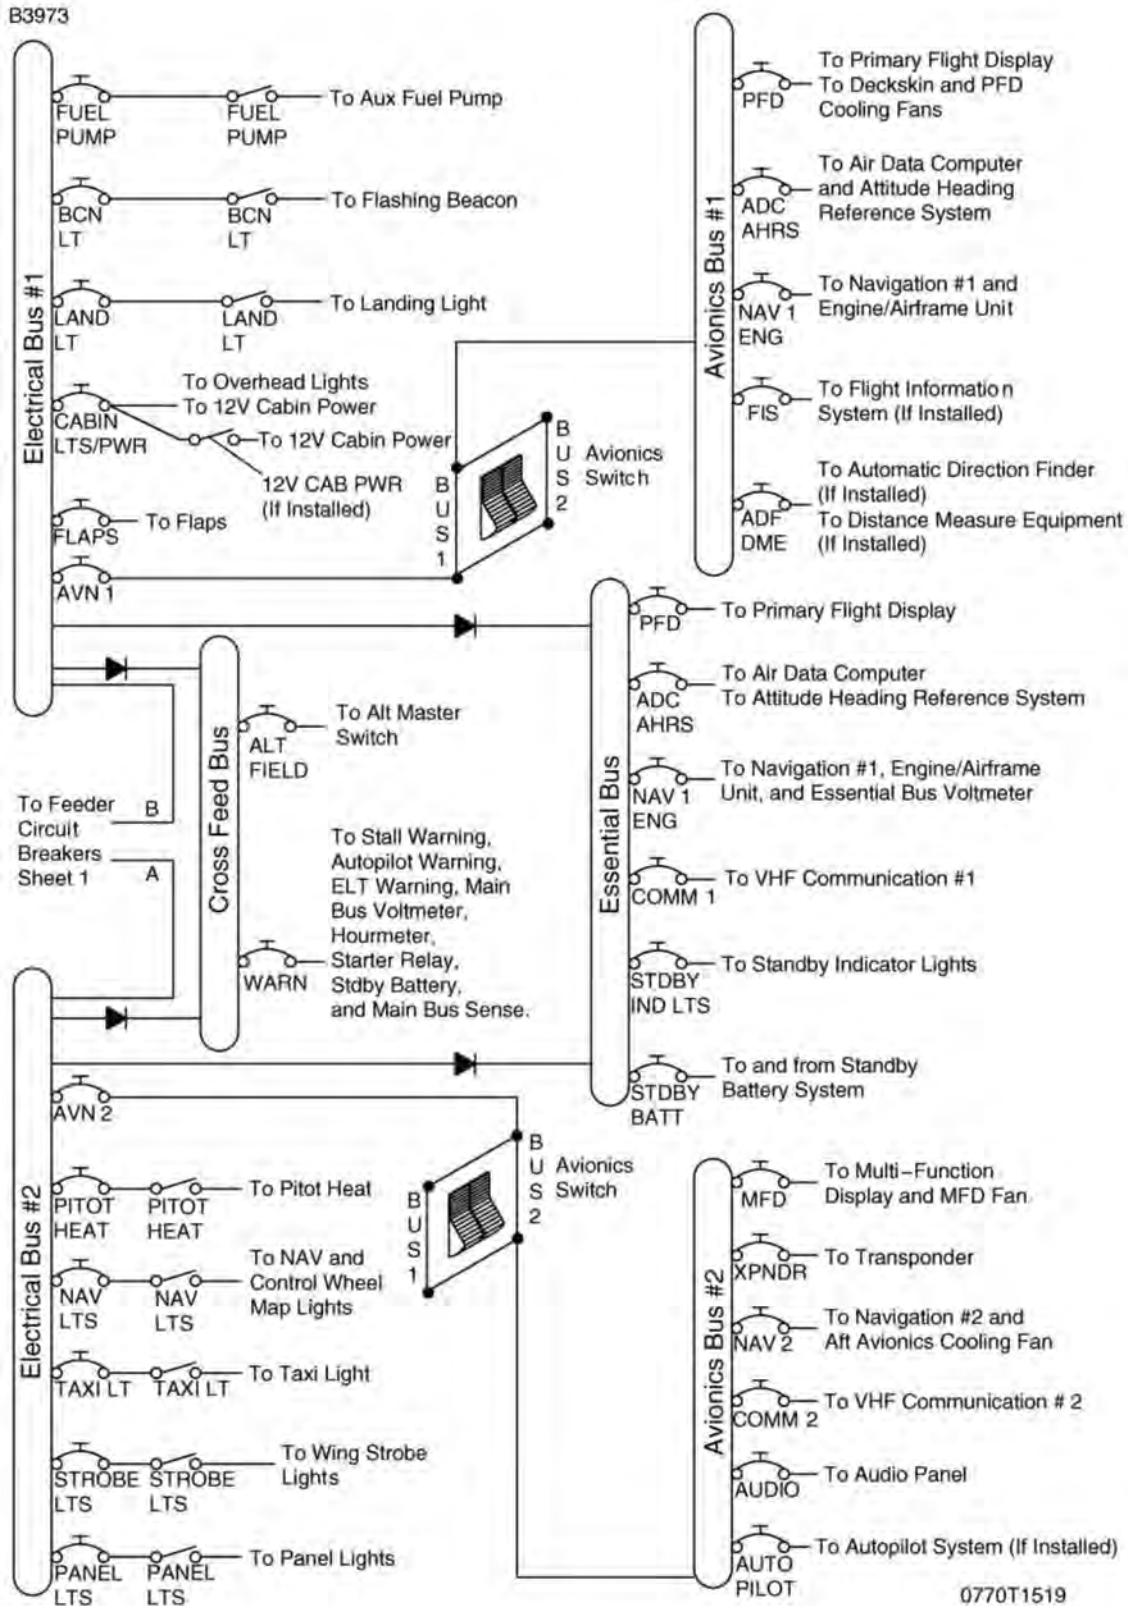 B3973
Electrical Bus #1
FUEL
PUMP
FUEL
PUMP
To Aux Fuel Pump
BCN
LT
BCN
LT
To Flashing Beacon
LAND
LT
LAND
LT
To Landing Light
CABIN
LTS/PWR
To Overhead Lights
To 12V Cabin Power
To 12V Cabin Power
12V CAB PWR
(If Installed)
FLAPS
To Flaps
AVN 1
BUS 1
BUS 2
Avionics
Switch
Avionics Bus #1
PFD
To Primary Flight Display
To Deckskin and PFD
Cooling Fans
ADC
AHRS
To Air Data Computer
and Attitude Heading
Reference System
NAV 1
ENG
To Navigation #1 and
Engine/Airframe Unit
FIS
To Flight Information
System (If Installed)
ADF
DME
To Automatic Direction Finder
(If Installed)
To Distance Measure Equipment
(If Installed)
Cross Feed Bus
ALT
FIELD
To Alt Master
Switch
WARN
To Stall Warning,
Autopilot Warning,
ELT Warning, Main
Bus Voltmeter,
Hourmeter,
Starter Relay,
Stdby Battery,
and Main Bus Sense.
To Feeder
Circuit
Breakers
Sheet 1
B
A
Essential Bus
PFD
To Primary Flight Display
ADC
AHRS
To Air Data Computer
To Attitude Heading Reference System
NAV 1
ENG
To Navigation #1, Engine/Airframe
Unit, and Essential Bus Voltmeter
COMM 1
To VHF Communication #1
STDBY
IND LTS
To Standby Indicator Lights
STDBY
BATT
To and from Standby
Battery System
Electrical Bus #2
AVN 2
PITOT
HEAT
PITOT
HEAT
To Pitot Heat
NAV
LTS
NAV
LTS
To NAV and
Control Wheel
Map Lights
TAXI LT
TAXI LT
To Taxi Light
STROBE
LTS
STROBE
LTS
To Wing Strobe
Lights
PANEL
LTS
PANEL
LTS
To Panel Lights
BUS 1
BUS 2
Avionics
Switch
Avionics Bus #2
MFD
To Multi-Function
Display and MFD Fan
XPNDR
To Transponder
NAV 2
To Navigation #2 and
Aft Avionics Cooling Fan
COMM 2
To VHF Communication # 2
AUDIO
To Audio Panel
AUTO
PILOT
To Autopilot System (If Installed)
0770T1519